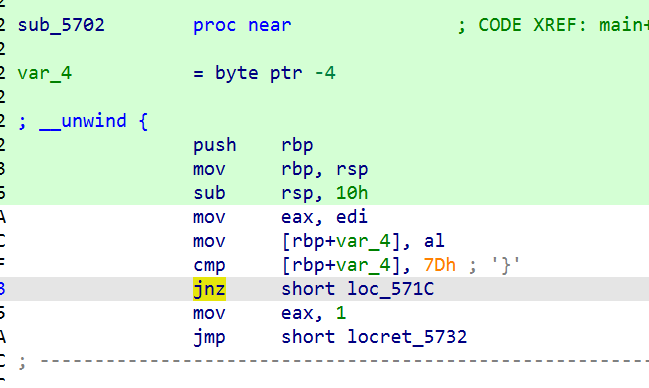 2 sub_5702 proc near ; CODE XREF: main+
2
2 var_4 = byte ptr -4
2
2 ; __unwind {
2 push rbp
3 mov rbp, rsp
6 sub rsp, 10h
A mov eax, edi
C mov [rbp+var_4], al
F cmp [rbp+var_4], 7Dh ; '}'
3 jnz short loc_571C
5 mov eax, 1
A jmp short locret_5732
C ; ---------------------------------------------------------------